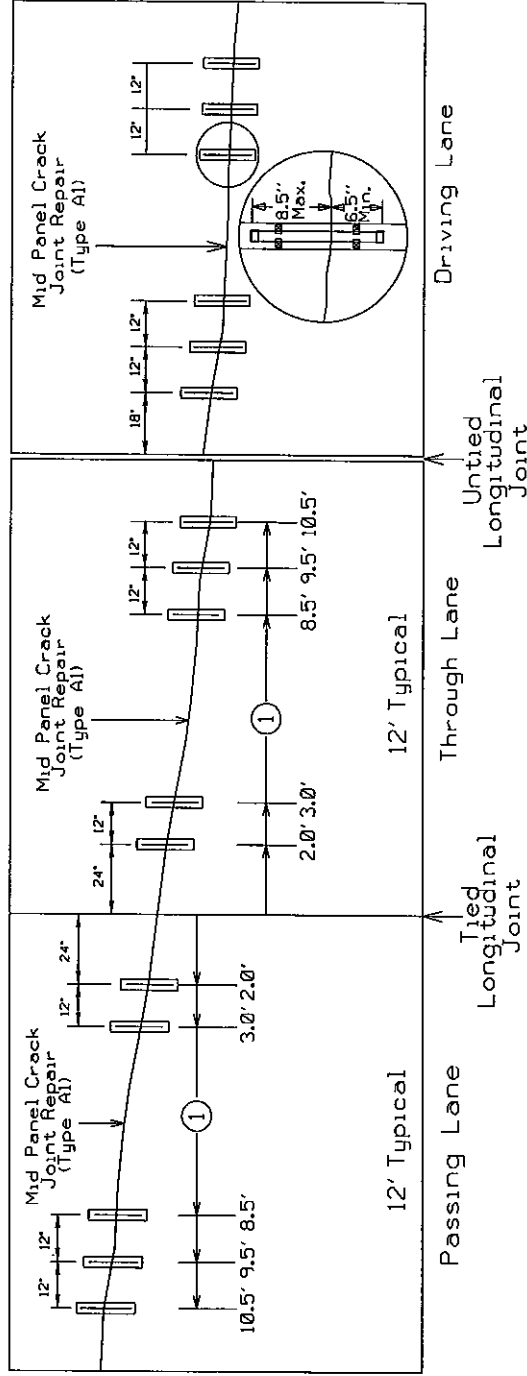 Mid Panel Crack
Joint Repair
(Type A1)
12"
12"
24"
12"
10.5' 9.5' 8.5'
3.0' 2.0'
1
12' Typical
Passing Lane
Tied
Longitudinal
Joint
Mid Panel Crack
Joint Repair
(Type A1)
24"
12"
12"
12"
2.0' 3.0'
8.5' 9.5' 10.5'
1
12' Typical
Through Lane
Untied
Longitudinal
Joint
Mid Panel Crack
Joint Repair
(Type A1)
18"
12"
12"
12"
12"
8.5"
Max.
6.5"
Min.
Driving Lane